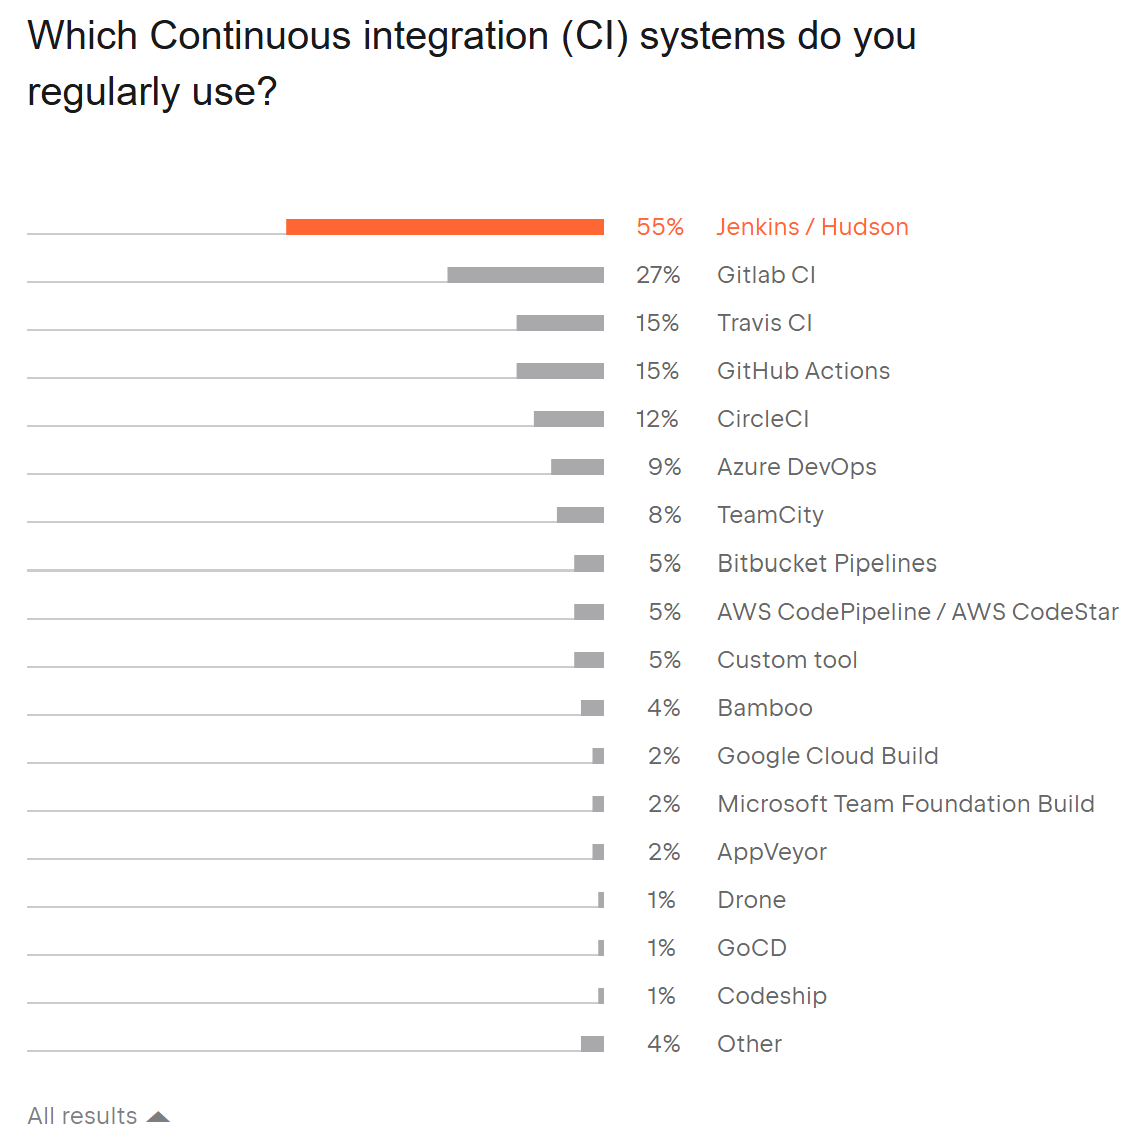 Which Continuous integration (CI) systems do you
regularly use?
55% Jenkins / Hudson
27% Gitlab CI
15% Travis CI
15% GitHub Actions
12% CircleCI
9% Azure DevOps
8% TeamCity
5% Bitbucket Pipelines
5% AWS CodePipeline / AWS CodeStar
5% Custom tool
4% Bamboo
2% Google Cloud Build
2% Microsoft Team Foundation Build
2% AppVeyor
1% Drone
1% GoCD
1% Codeship
4% Other
All results